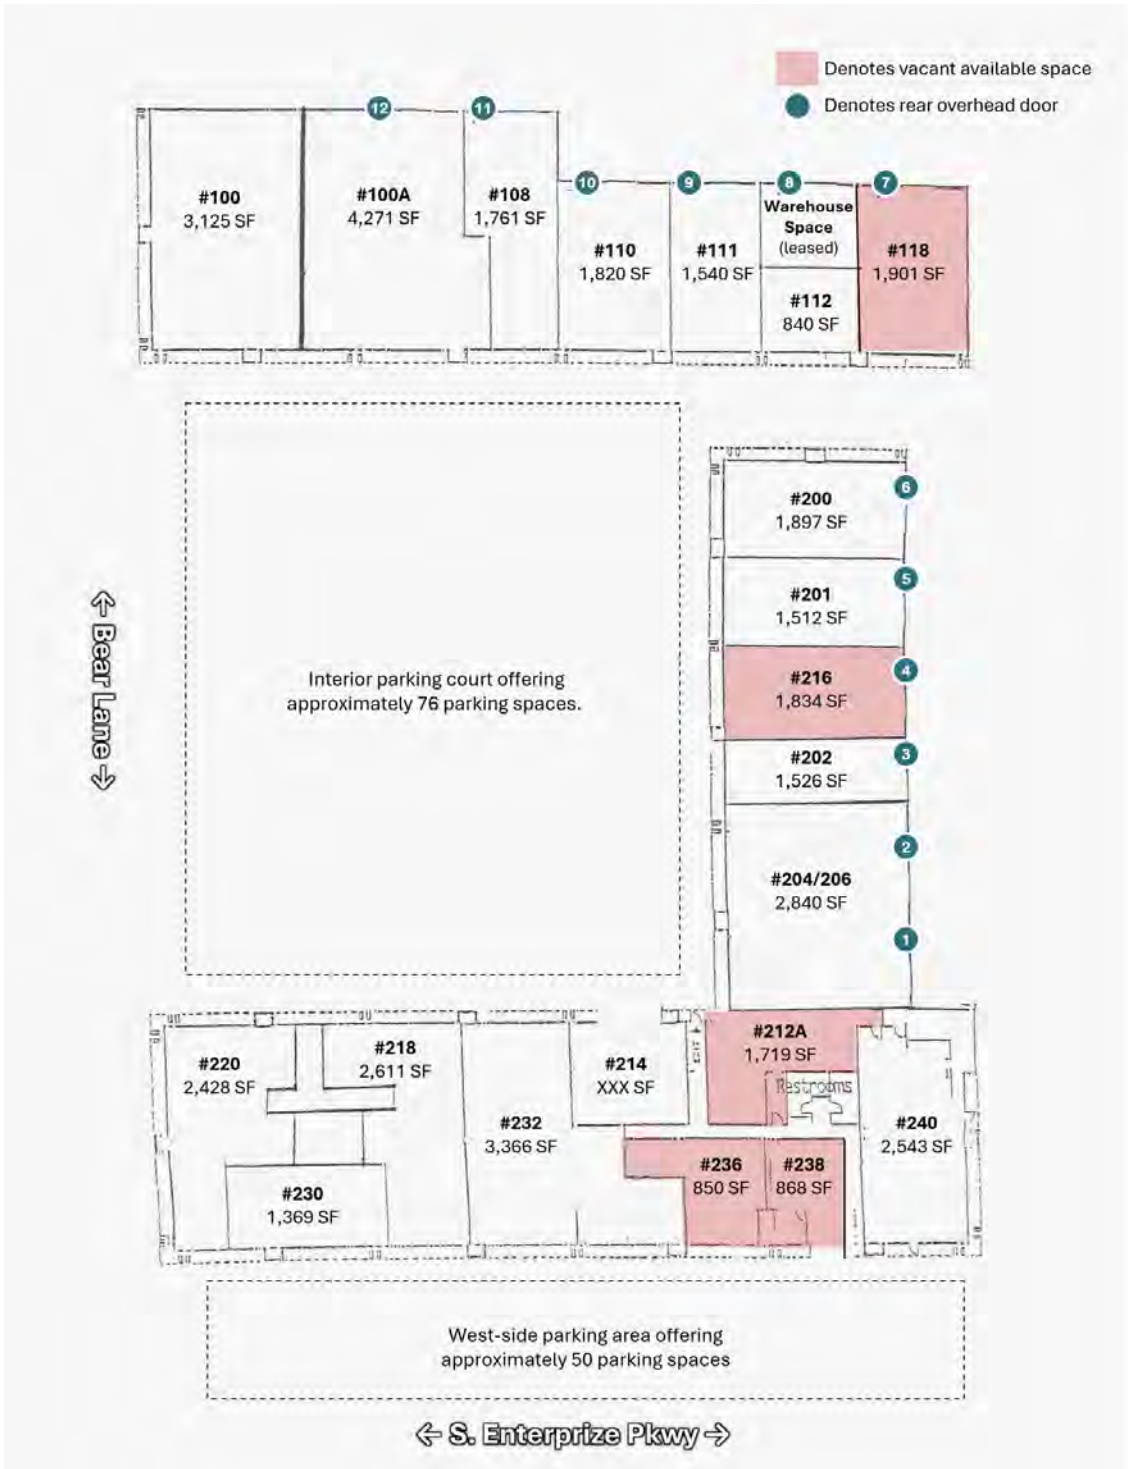 Denotes vacant available space
Denotes rear overhead door
12
11
#100
3,125 SF
#100A
4,271 SF
#108
1,761 SF
10
9
8
7
#110
1,820 SF
#111
1,540 SF
Warehouse
Space
(leased)
#112
840 SF
#118
1,901 SF
#200
1,897 SF
6
#201
1,512 SF
5
#216
1,834 SF
4
#202
1,526 SF
3
#204/206
2,840 SF
2
1
Interior parking court offering
approximately 76 parking spaces.
← Bear Lane →
#220
2,428 SF
#218
2,611 SF
#230
1,369 SF
#232
3,366 SF
#214
XXX SF
#212A
1,719 SF
Restrooms
#236
850 SF
#238
868 SF
#240
2,543 SF
West-side parking area offering
approximately 50 parking spaces
← S. Enterprize Pkwy →